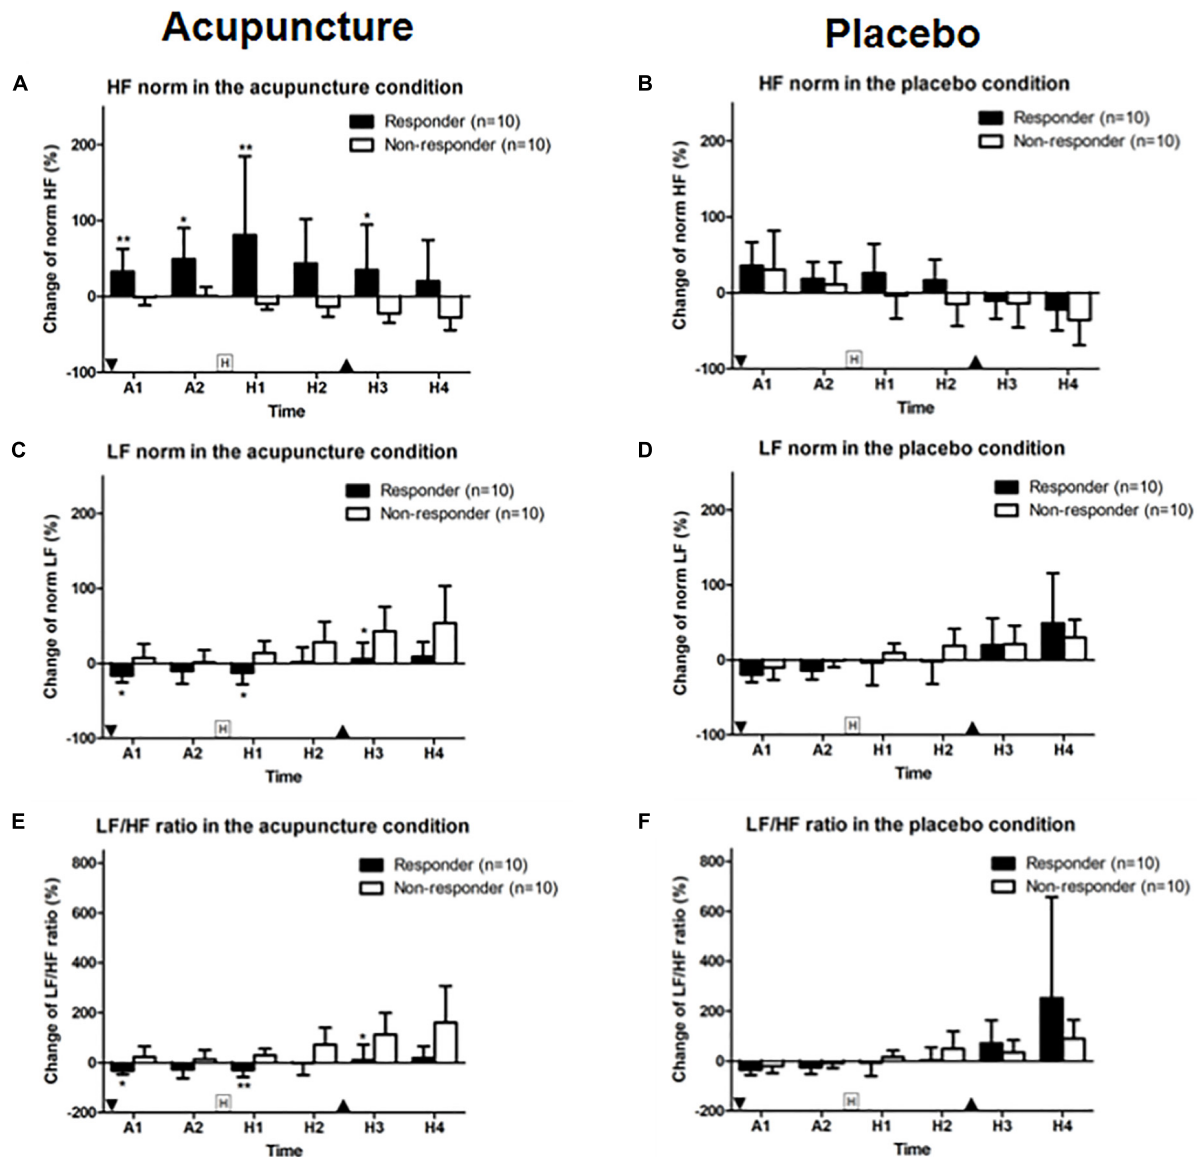 Acupuncture
Placebo
A
HF norm in the acupuncture condition
Responder (n=10)
Non-responder (n=10)
Change of norm HF (%)
200
100
0
-100
** * ** *
H
A1 A2 H1 H2 H3 H4
Time
B
HF norm in the placebo condition
Responder (n=10)
Non-responder (n=10)
Change of norm HF (%)
200
100
0
-100
H
A1 A2 H1 H2 H3 H4
Time
C
LF norm in the acupuncture condition
Responder (n=10)
Non-responder (n=10)
Change of norm LF (%)
200
100
0
-100
* * *
H
A1 A2 H1 H2 H3 H4
Time
D
LF norm in the placebo condition
Responder (n=10)
Non-responder (n=10)
Change of norm LF (%)
200
100
0
-100
H
A1 A2 H1 H2 H3 H4
Time
E
LF/HF ratio in the acupuncture condition
Responder (n=10)
Non-responder (n=10)
Change of LF/HF ratio (%)
800
600
400
200
0
-200
* ** *
H
A1 A2 H1 H2 H3 H4
Time
F
LF/HF ratio in the placebo condition
Responder (n=10)
Non-responder (n=10)
Change of LF/HF ratio (%)
800
600
400
200
0
-200
H
A1 A2 H1 H2 H3 H4
Time